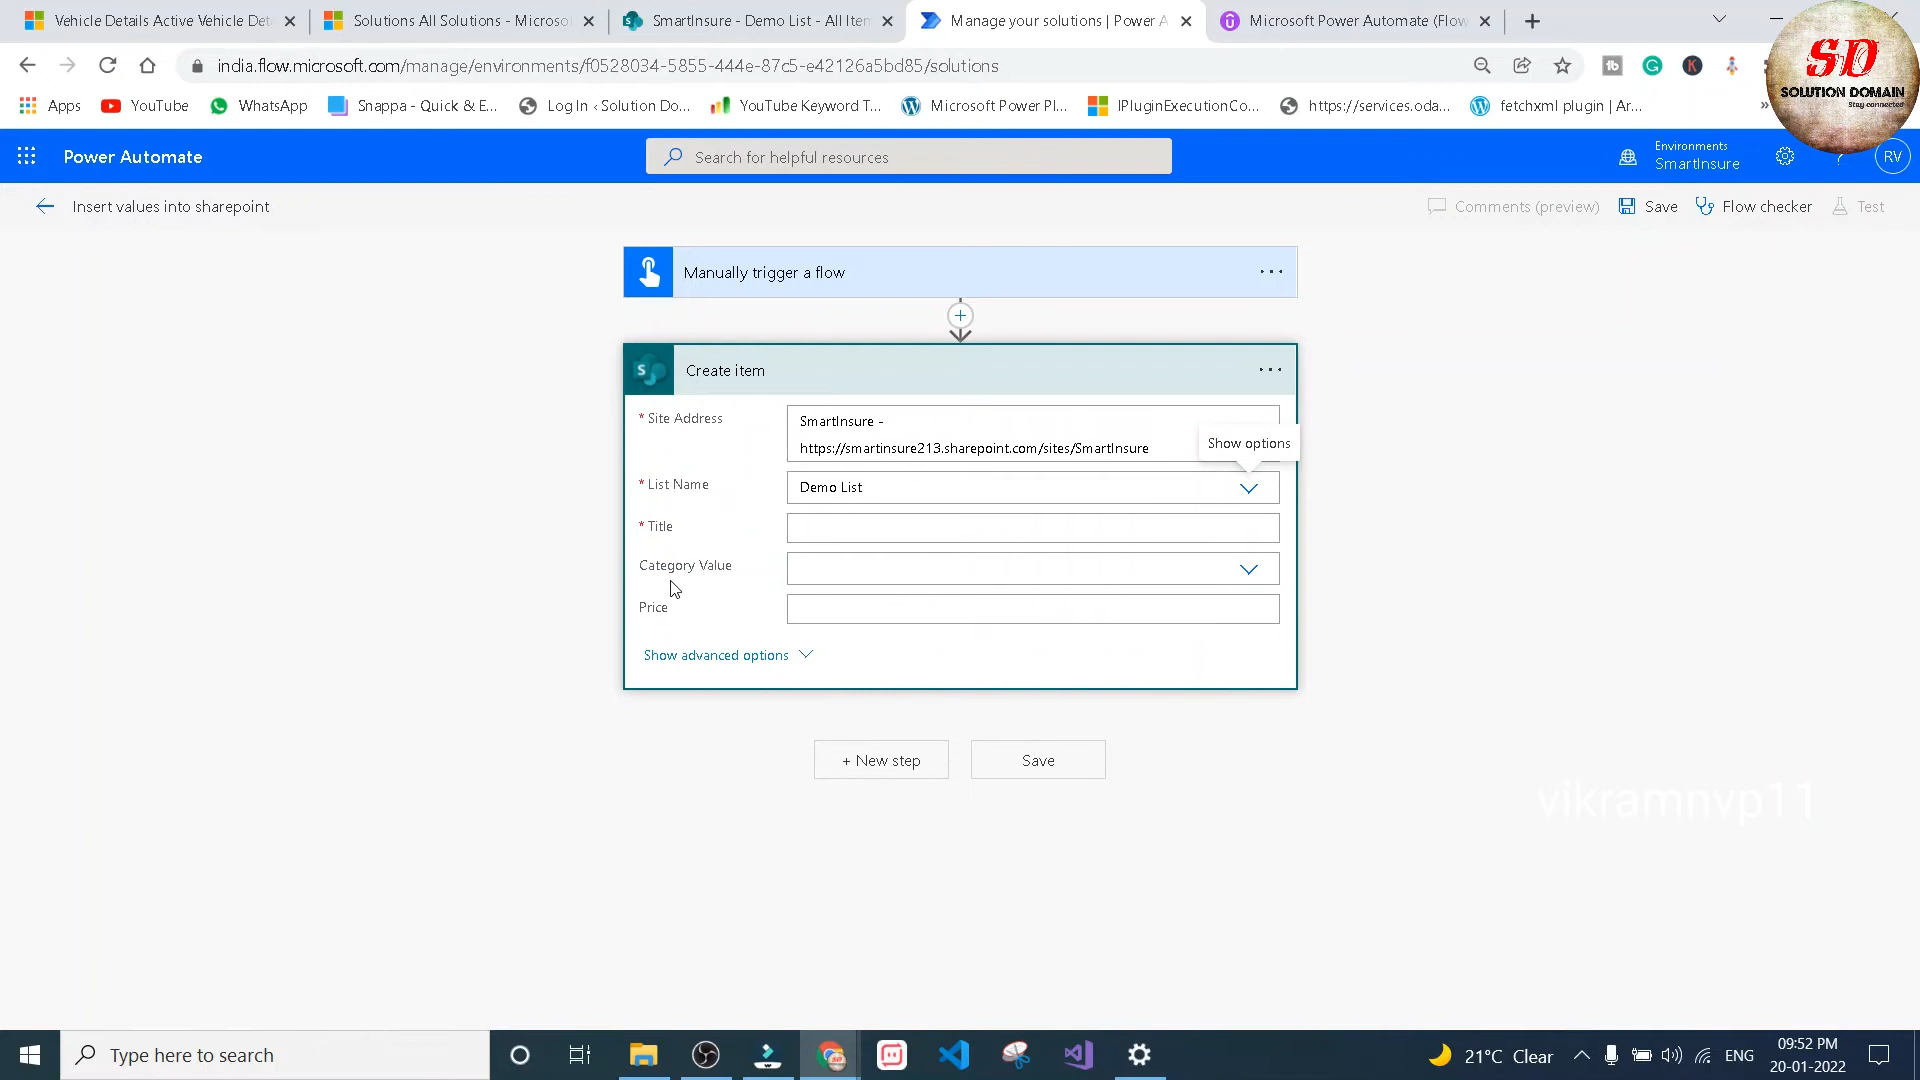 Vehicle Details Active Vehicle Det
Solutions All Solutions - Microso
SmartInsure - Demo List - All Iten
Manage your solutions | Power A
Microsoft Power Automate (Flow
india.flow.microsoft.com/manage/environments/f0528034-5855-444e-87c5-e42126a5bd85/solutions
Apps
YouTube
WhatsApp
Snappa - Quick & E...
Log In ‹ Solution Do...
YouTube Keyword T...
Microsoft Power Pl...
IPluginExecutionCo...
https://services.oda...
fetchxml plugin | Ar...
SD
SOLUTION DOMAIN
Stay connected
Power Automate
Search for helpful resources
Environments
SmartInsure
RV
Insert values into sharepoint
Comments (preview)
Save
Flow checker
Test
Manually trigger a flow
Create item
* Site Address
SmartInsure -
https://smartinsure213.sharepoint.com/sites/SmartInsure
Show options
* List Name
Demo List
* Title
Category Value
Price
Show advanced options
+ New step
Save
vikramnvp11
Type here to search
21°C Clear
ENG
09:52 PM
20-01-2022